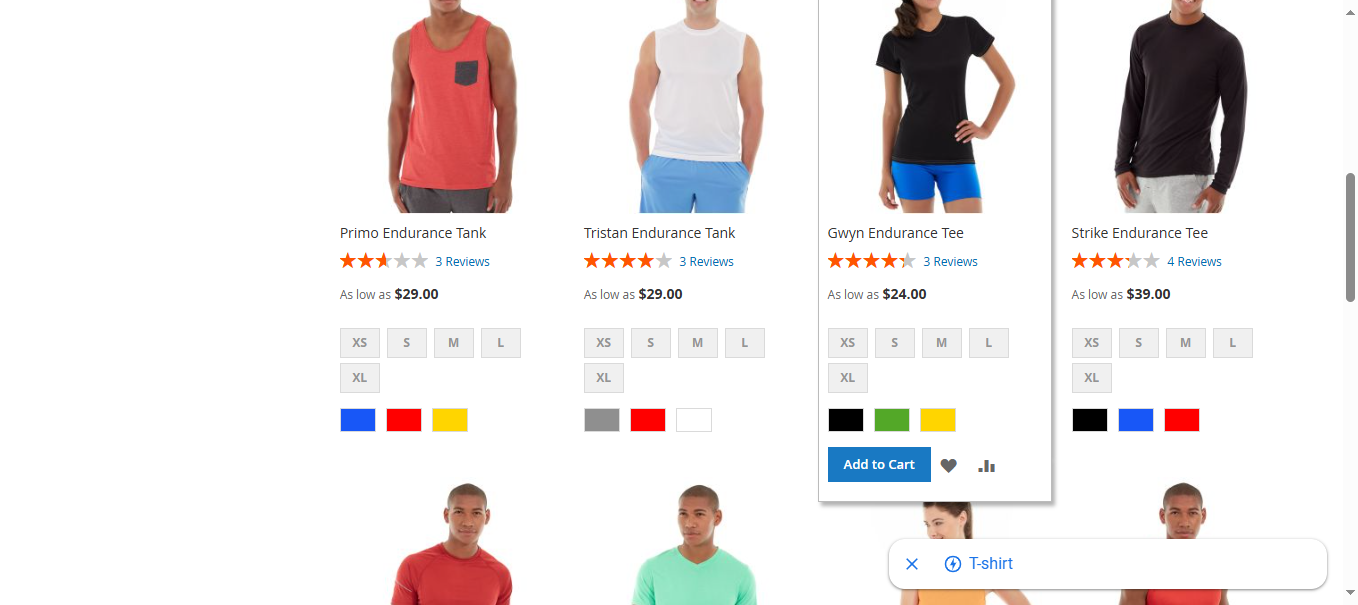 Primo Endurance Tank
3 Reviews
As low as $29.00
XS S M L
XL
Tristan Endurance Tank
3 Reviews
As low as $29.00
XS S M L
XL
Gwyn Endurance Tee
3 Reviews
As low as $24.00
XS S M L
XL
Add to Cart
Strike Endurance Tee
4 Reviews
As low as $39.00
XS S M L
XL
T-shirt